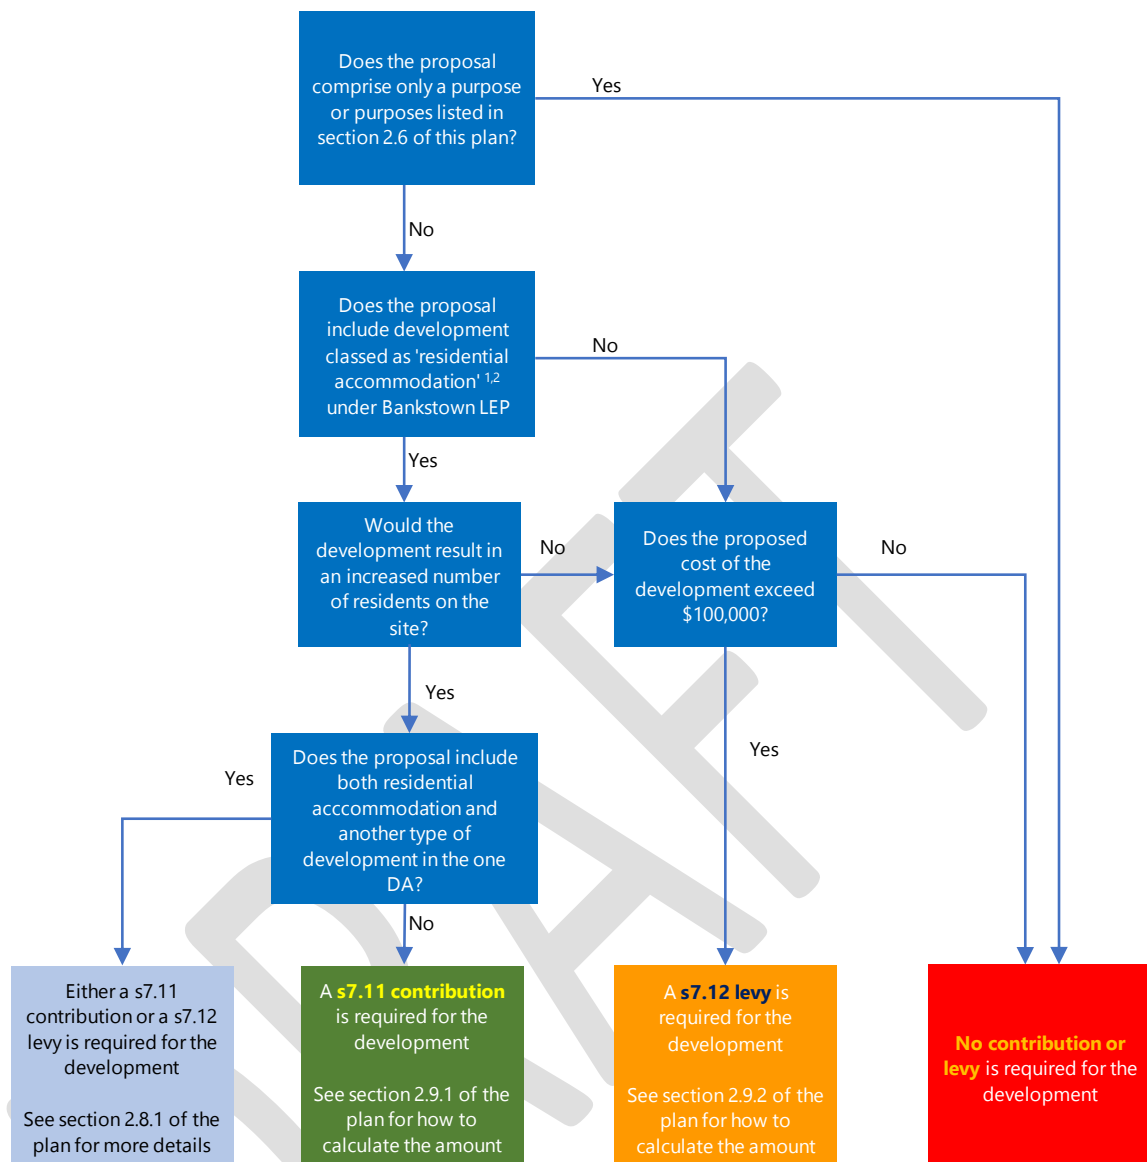 Does the proposal
comprise only a purpose
or purposes listed in
section 2.6 of this plan?
Yes
No
Does the proposal
include development
classed as 'residential
accommodation' 1,2
under Bankstown LEP
No
Yes
Would the
development result in
an increased number
of residents on the
site?
No
Does the proposed
cost of the
development exceed
$100,000?
No
Yes
Yes
Does the proposal include
both residential
acccommodation and
another type of
development in the one
DA?
Yes
No
Either a s7.11
contribution or a s7.12
levy is required for the
development
See section 2.8.1 of the
plan for more details
A s7.11 contribution
is required for the
development
See section 2.9.1 of the
plan for how to
calculate the amount
A s7.12 levy is
required for the
development
See section 2.9.2 of the
plan for how to
calculate the amount
No contribution or
levy is required for the
development
DRAFT